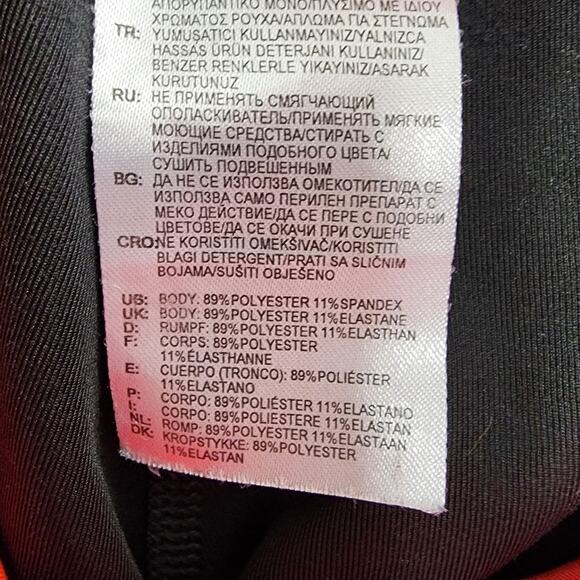 ΑΠΟΡΥΠΑΝΤΙΚΟ ΜΟΝΟ/ΠΛΥΣΙΜΟ ΜΕ ΙΔΙΟΥ
ΧΡΩΜΑΤΟΣ ΡΟΥΧΑ/ΑΠΛΩΜΑ ΓΙΑ ΣΤΕΓΝΩΜΑ
TR: YUMUSATICI KULLANMAYINIZ/YALNIZCA
HASSAS ÜRÜN DETERJANI KULLANINIZ/
BENZER RENKLERLE YIKAYINIZ/ASARAK
KURUTUNUZ
RU: НЕ ПРИМЕНЯТЬ СМЯГЧАЮЩИЙ
ОПОЛАСКИВАТЕЛЬ/ПРИМЕНЯТЬ МЯГКИЕ
МОЮЩИЕ СРЕДСТВА/СТИРАТЬ С
ИЗДЕЛИЯМИ ПОДОБНОГО ЦВЕТА/
СУШИТЬ ПОДВЕШЕННЫМ
BG: ДА НЕ СЕ ИЗПОЛЗВА ОМЕКОТИТЕЛ/ДА СЕ
ИЗПОЛЗВА САМО ПЕРИЛЕН ПРЕПАРАТ С
МЕКО ДЕЙСТВИЕ/ДА СЕ ПЕРЕ С ПОДОБНИ
ЦВЕТОВЕ/ДА СЕ ОКАЧИ ПРИ СУШЕНЕ
CRO: NE KORISTITI OMEKŠIVAČ/KORISTITI
BLAGI DETERGENT/PRATI SA SLIČNIM
BOJAMA/SUŠITI OBJEŠENO
US: BODY: 89%POLYESTER 11%SPANDEX
UK: BODY: 89%POLYESTER 11%ELASTANE
D: RUMPF: 89%POLYESTER 11%ELASTHAN
F: CORPS: 89%POLYESTER
11%ÉLASTHANNE
E: CUERPO (TRONCO): 89%POLIÉSTER
11%ELASTANO
P: CORPO: 89%POLIÉSTER 11%ELASTANO
I: CORPO: 89%POLIESTERE 11%ELASTAN
NL: ROMP: 89%POLYESTER 11%ELASTAAN
DK: KROPSTYKKE: 89%POLYESTER
11%ELASTAN